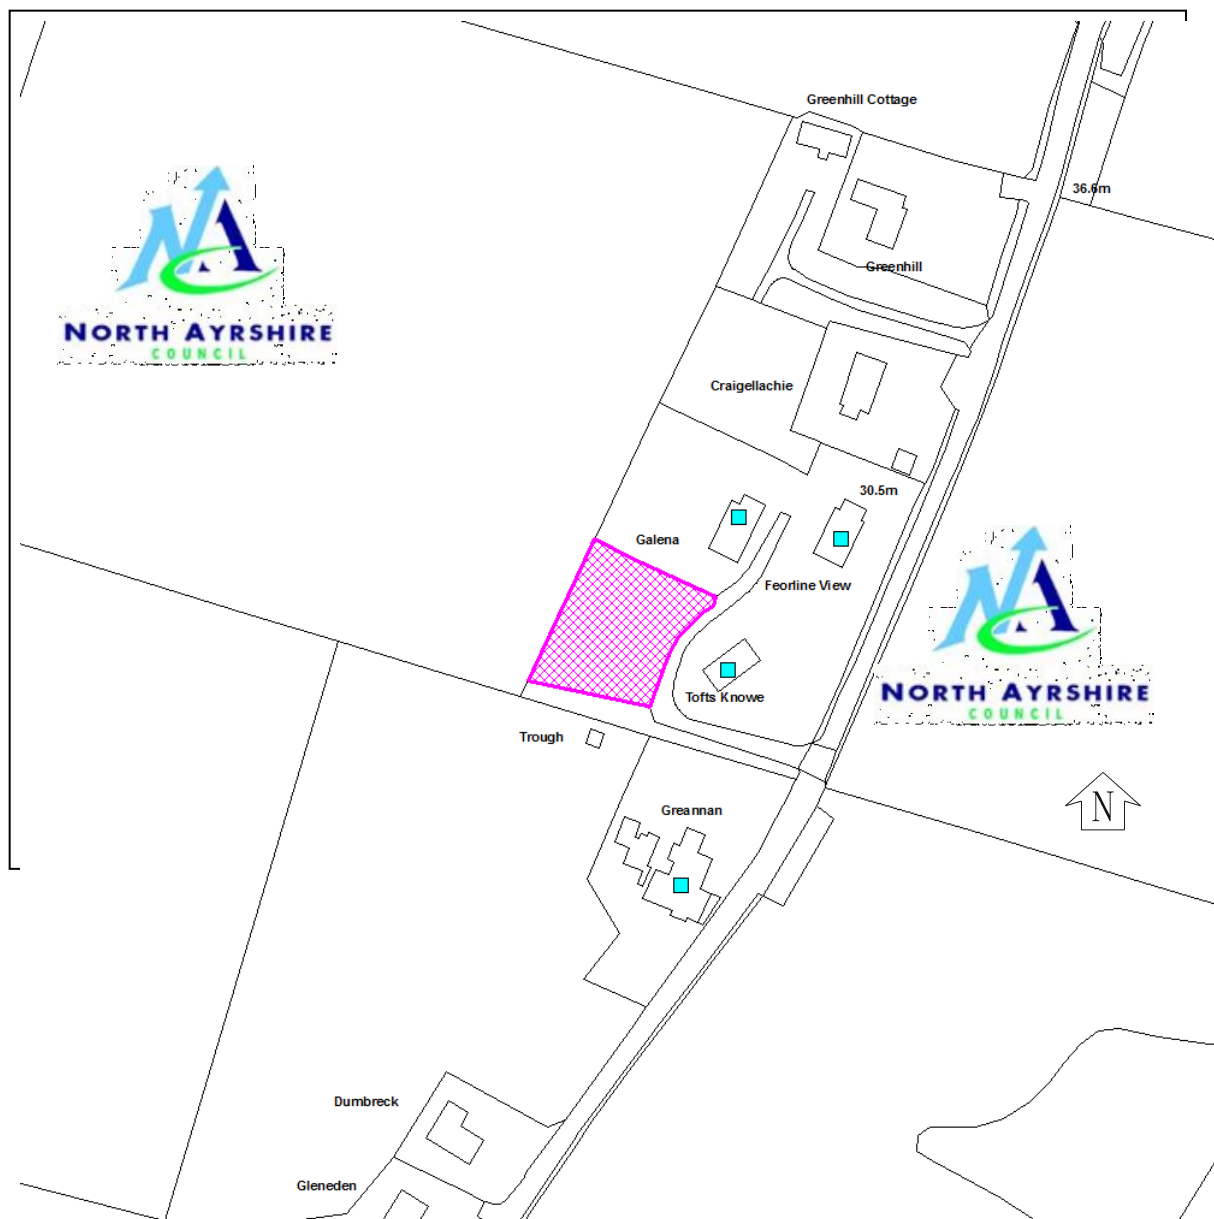 Greenhill Cottage
36.6m
Greenhill
NORTH AYRSHIRE
COUNCIL
Craigellachie
30.5m
Galena
Feorline View
Tofts Knowe
NORTH AYRSHIRE
COUNCIL
Trough
N
Greannan
Dumbreck
Gleneden